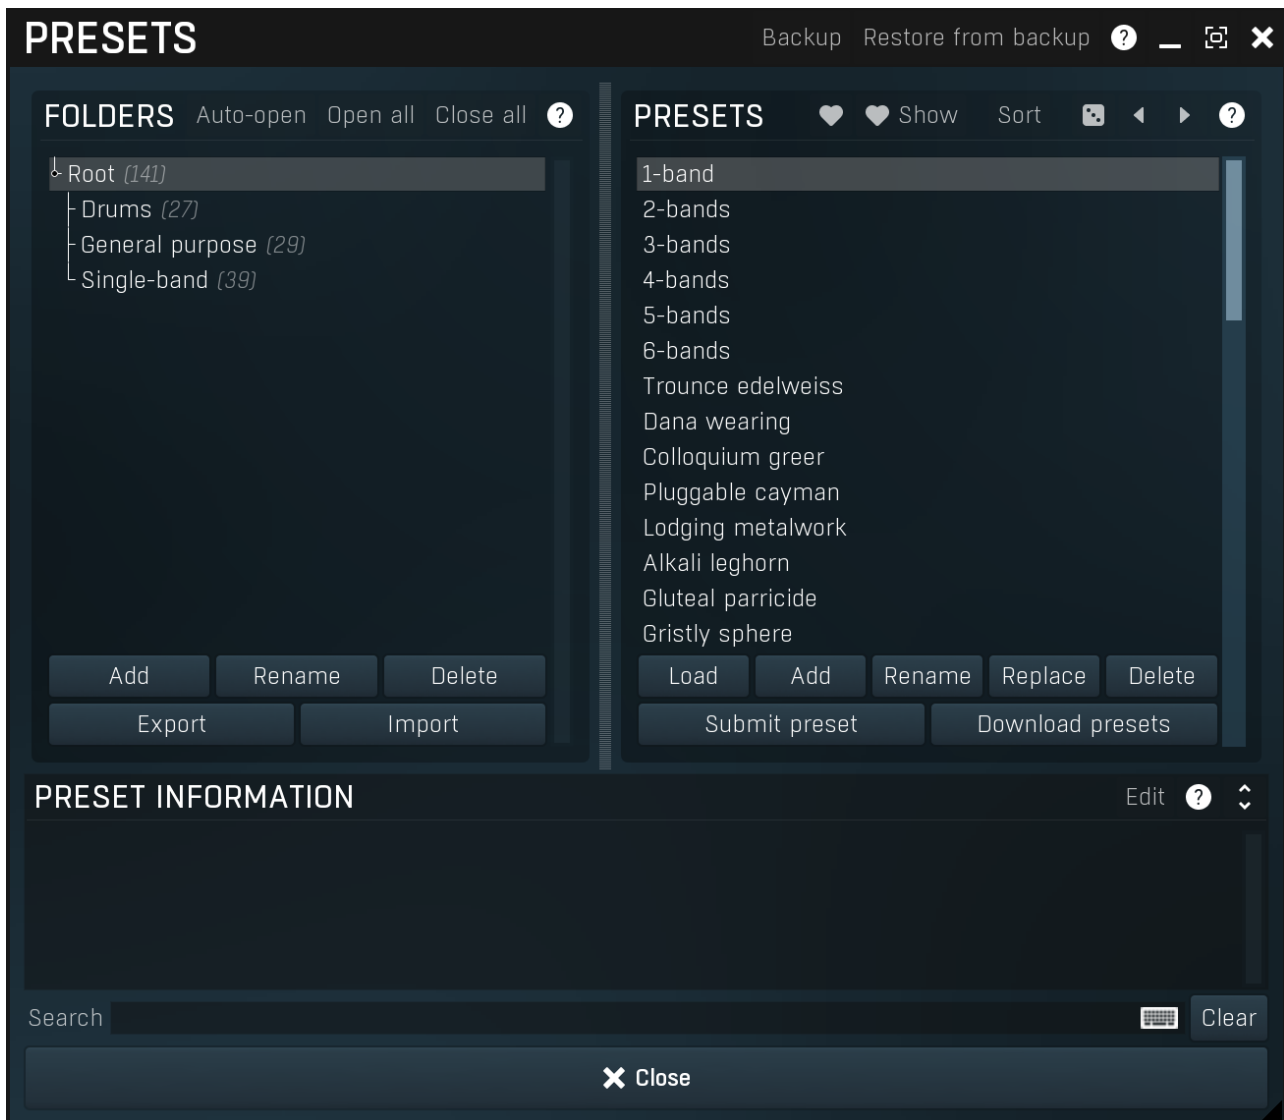 PRESETS Backup Restore from backup ?
FOLDERS Auto-open Open all Close all ?
Root (141)
Drums (27)
General purpose (29)
Single-band (39)
Add Rename Delete
Export Import
PRESETS Show Sort ?
1-band
2-bands
3-bands
4-bands
5-bands
6-bands
Trounce edelweiss
Dana wearing
Colloquium greer
Pluggable cayman
Lodging metalwork
Alkali leghorn
Gluteal parricide
Gristly sphere
Load Add Rename Replace Delete
Submit preset Download presets
PRESET INFORMATION Edit ?
Search Clear
Close